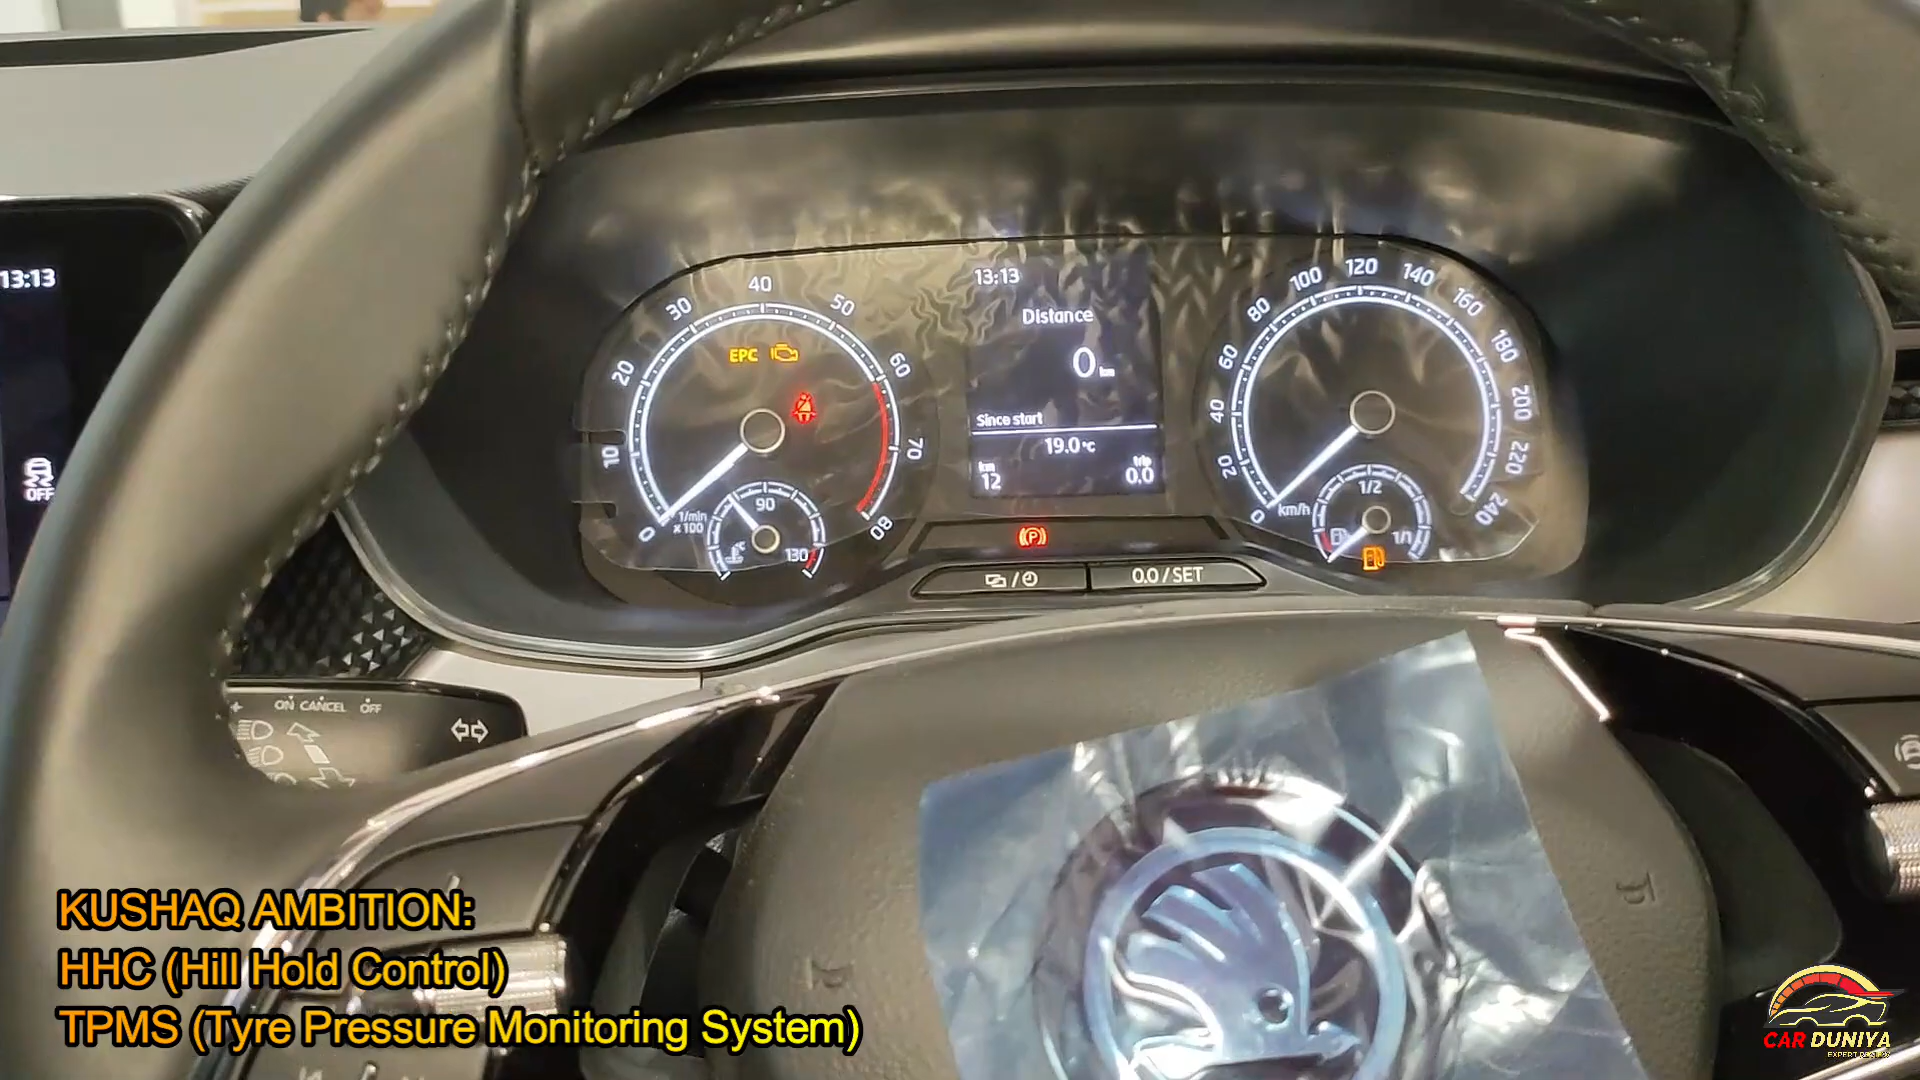 13:13
OFF
0
10
20
30
40
50
60
70
80
1/min
x100
EPC
90
130
°C
13:13
Distance
0 km
Since start
19.0 °C
km
12
trip
0.0
P
0.0 / SET
0
20
40
60
80
100
120
140
160
180
200
220
240
km/h
1/2
1/1
ON CANCEL OFF
KUSHAQ AMBITION:
HHC (Hill Hold Control)
TPMS (Tyre Pressure Monitoring System)
CAR DUNIYA